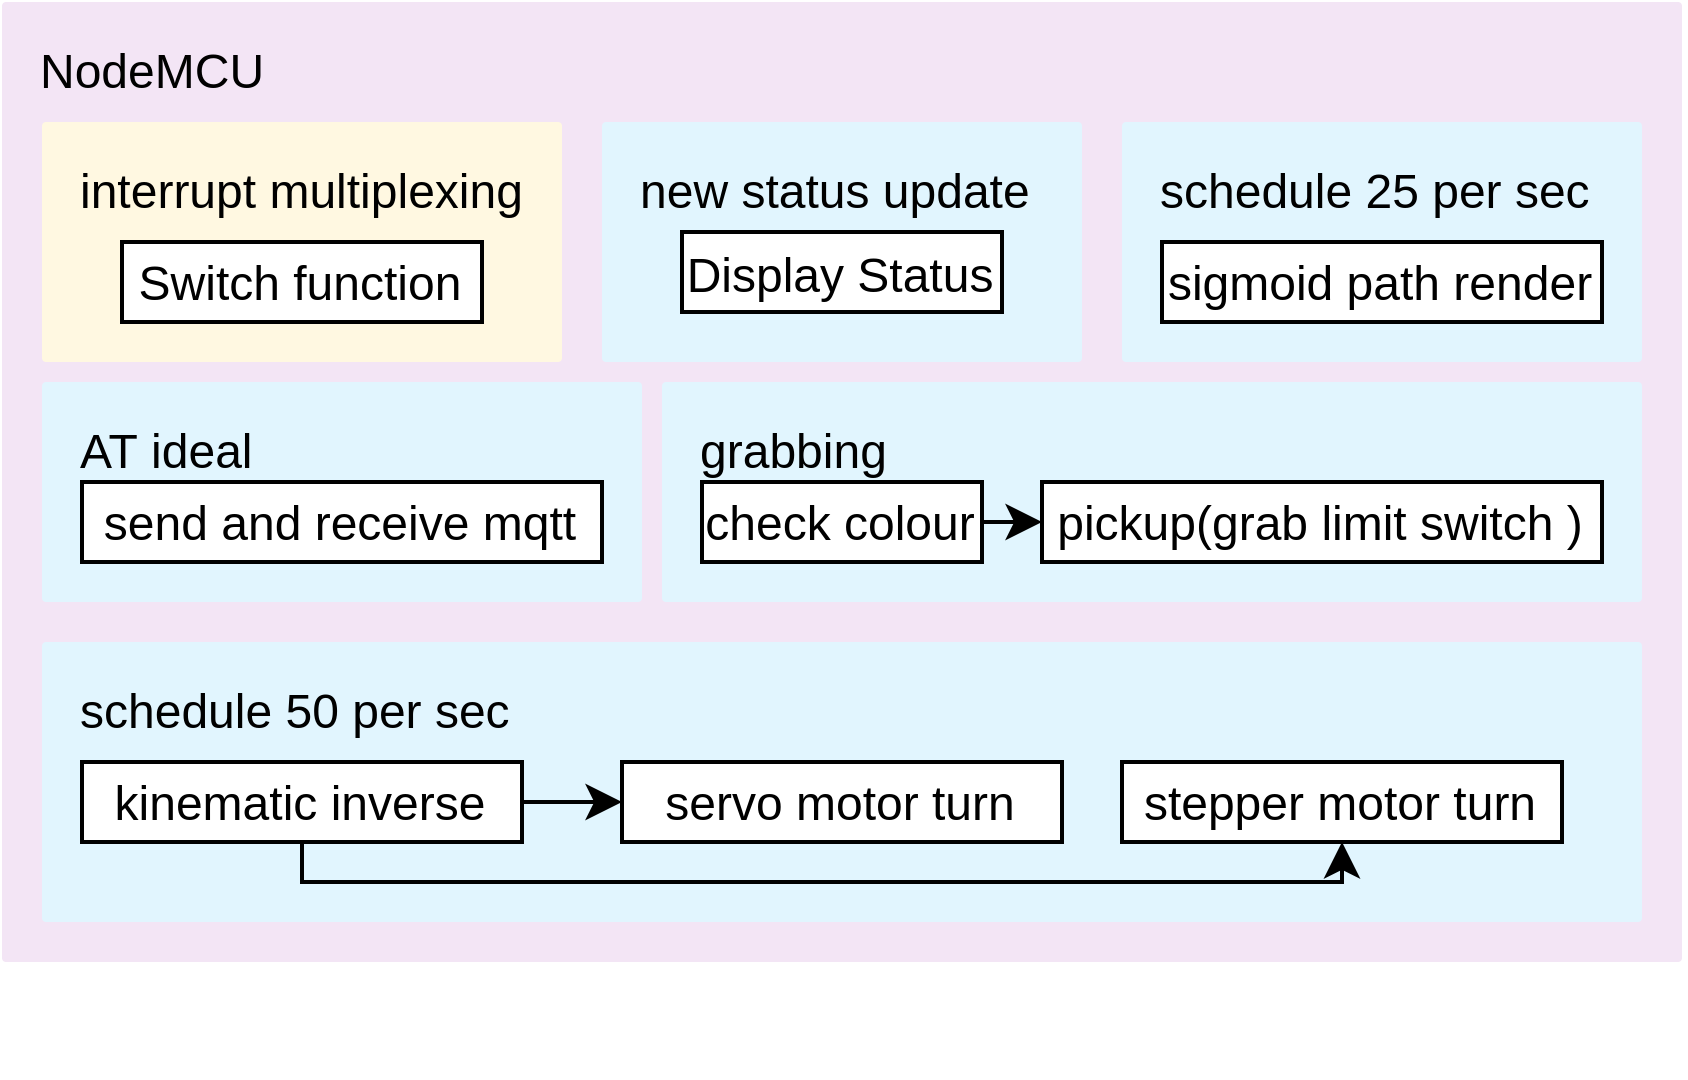 NodeMCU
interrupt multiplexing
Switch function
new status update
Display Status
schedule 25 per sec
sigmoid path render
AT ideal
send and receive mqtt
grabbing
check colour
pickup(grab limit switch )
schedule 50 per sec
kinematic inverse
servo motor turn
stepper motor turn